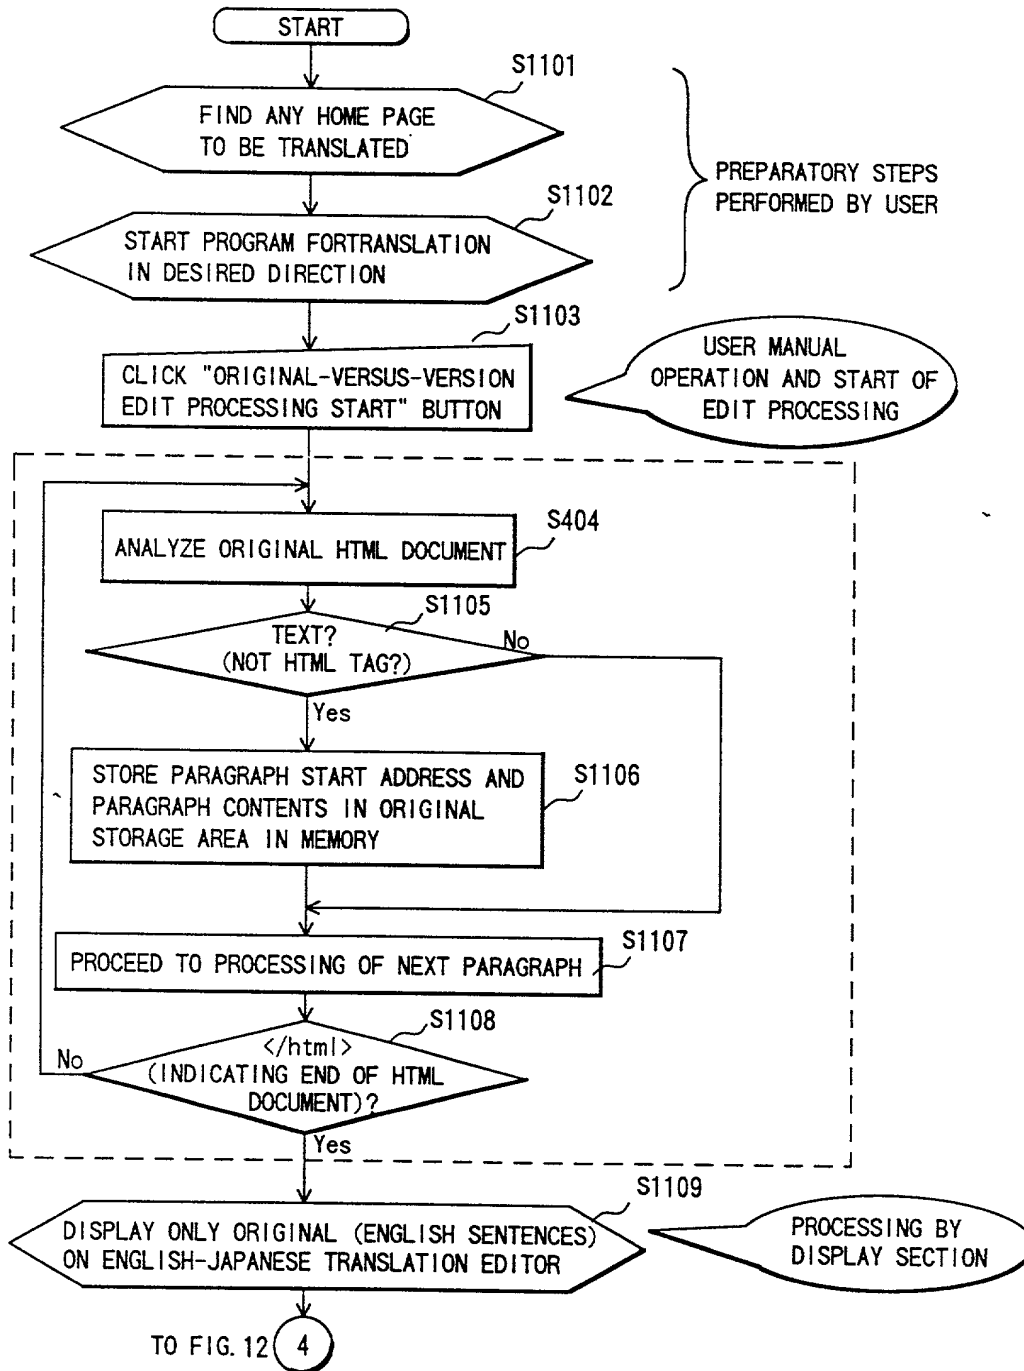 START
S1101
FIND ANY HOME PAGE
TO BE TRANSLATED
PREPARATORY STEPS
PERFORMED BY USER
S1102
START PROGRAM FORTRANSLATION
IN DESIRED DIRECTION
S1103
CLICK "ORIGINAL-VERSUS-VERSION
EDIT PROCESSING START" BUTTON
USER MANUAL
OPERATION AND START OF
EDIT PROCESSING
S404
ANALYZE ORIGINAL HTML DOCUMENT
S1105
TEXT?
(NOT HTML TAG?)
No
Yes
S1106
STORE PARAGRAPH START ADDRESS AND
PARAGRAPH CONTENTS IN ORIGINAL
STORAGE AREA IN MEMORY
S1107
PROCEED TO PROCESSING OF NEXT PARAGRAPH
S1108
</html>
(INDICATING END OF HTML
DOCUMENT)?
No
Yes
S1109
DISPLAY ONLY ORIGINAL (ENGLISH SENTENCES)
ON ENGLISH-JAPANESE TRANSLATION EDITOR
PROCESSING BY
DISPLAY SECTION
TO FIG. 12 4